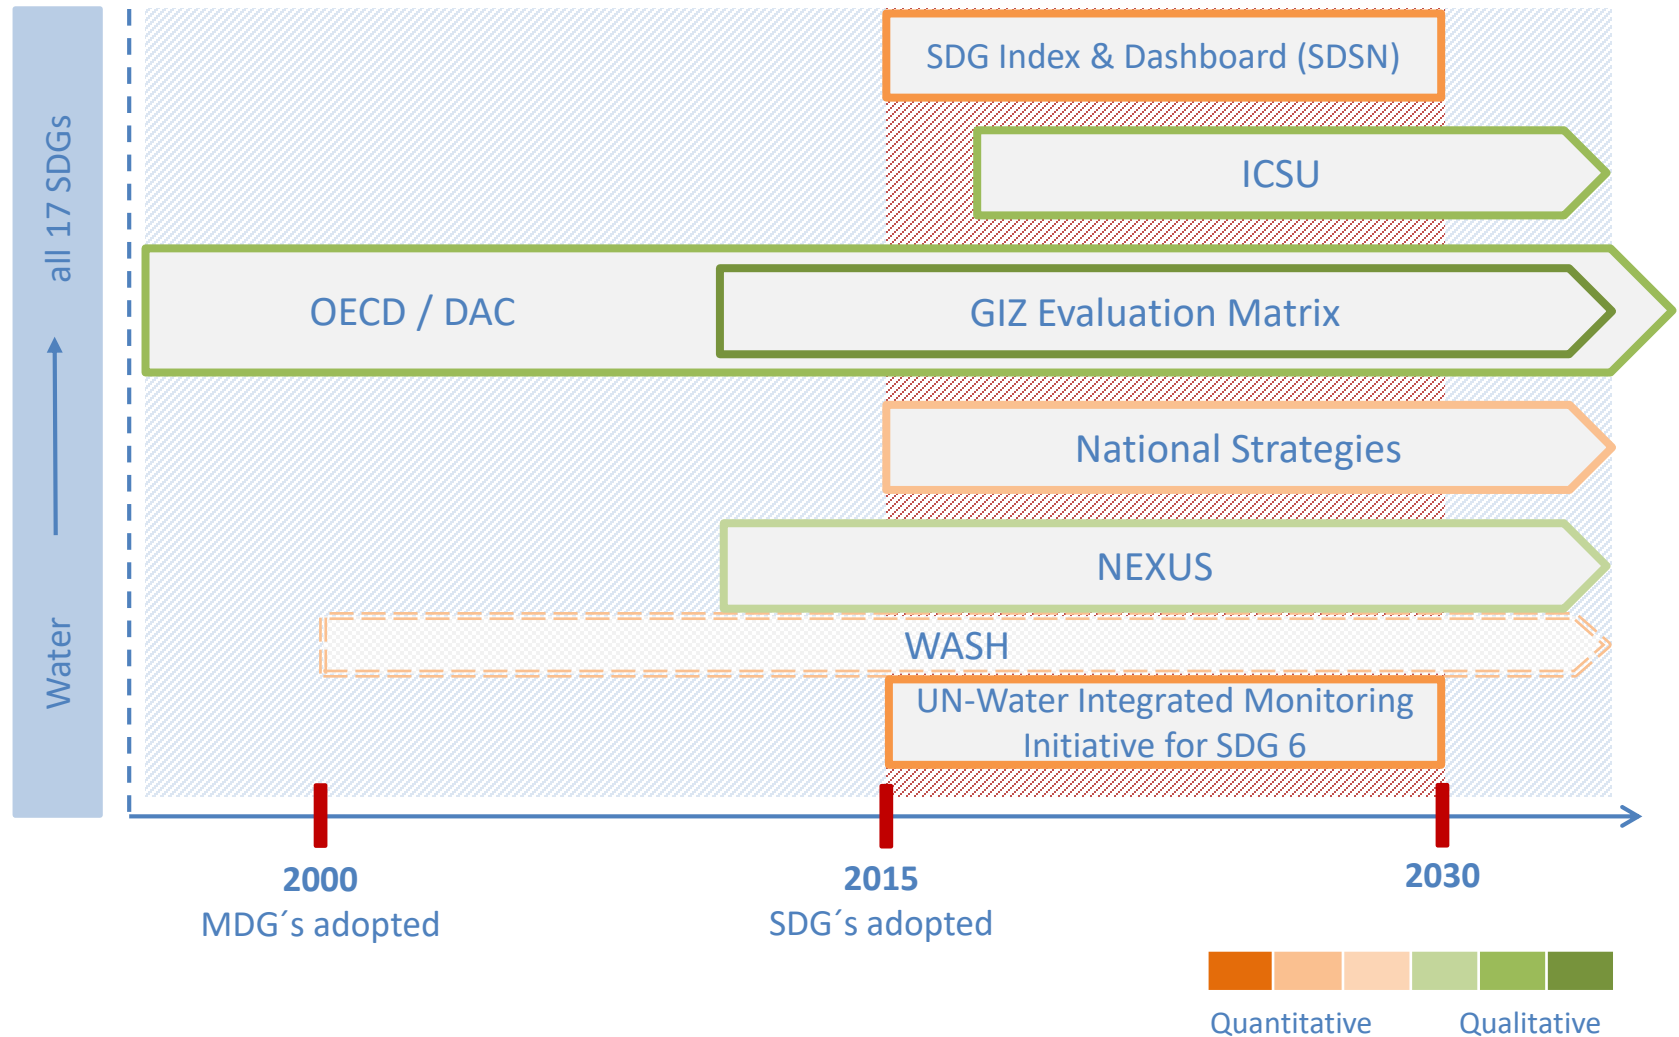 all 17 SDGs
Water
SDG Index & Dashboard (SDSN)
ICSU
OECD / DAC
GIZ Evaluation Matrix
National Strategies
NEXUS
WASH
UN-Water Integrated Monitoring
Initiative for SDG 6
2000
MDG´s adopted
2015
SDG´s adopted
2030
Quantitative
Qualitative